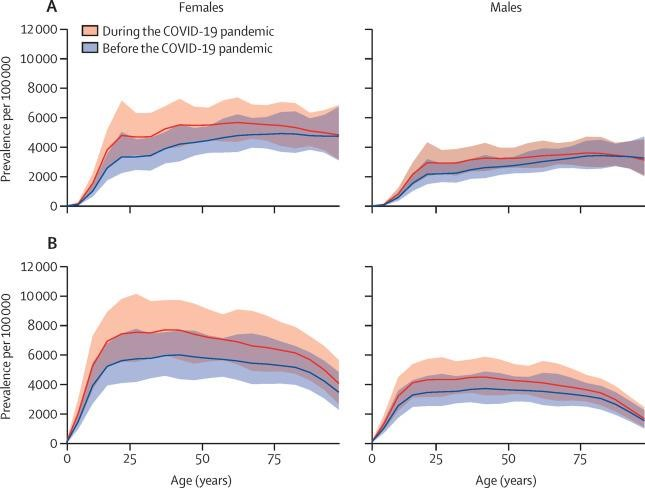 A
Females
Males
During the COVID-19 pandemic
Before the COVID-19 pandemic
12 000
10 000
8000
6000
4000
2000
0
Prevalence per 100 000
B
12 000
10 000
8000
6000
4000
2000
0
Prevalence per 100 000
0 25 50 75
0 25 50 75
Age (years)
Age (years)